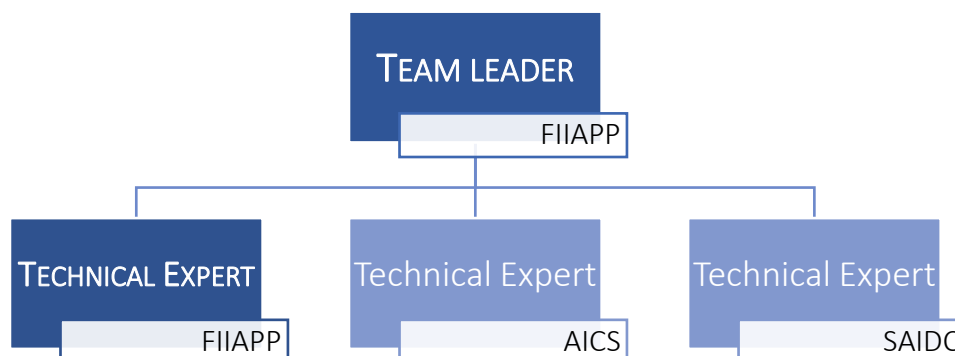 TEAM LEADER
FIIAPP
TECHNICAL EXPERT
FIIAPP
Technical Expert
AICS
Technical Expert
SAIDC